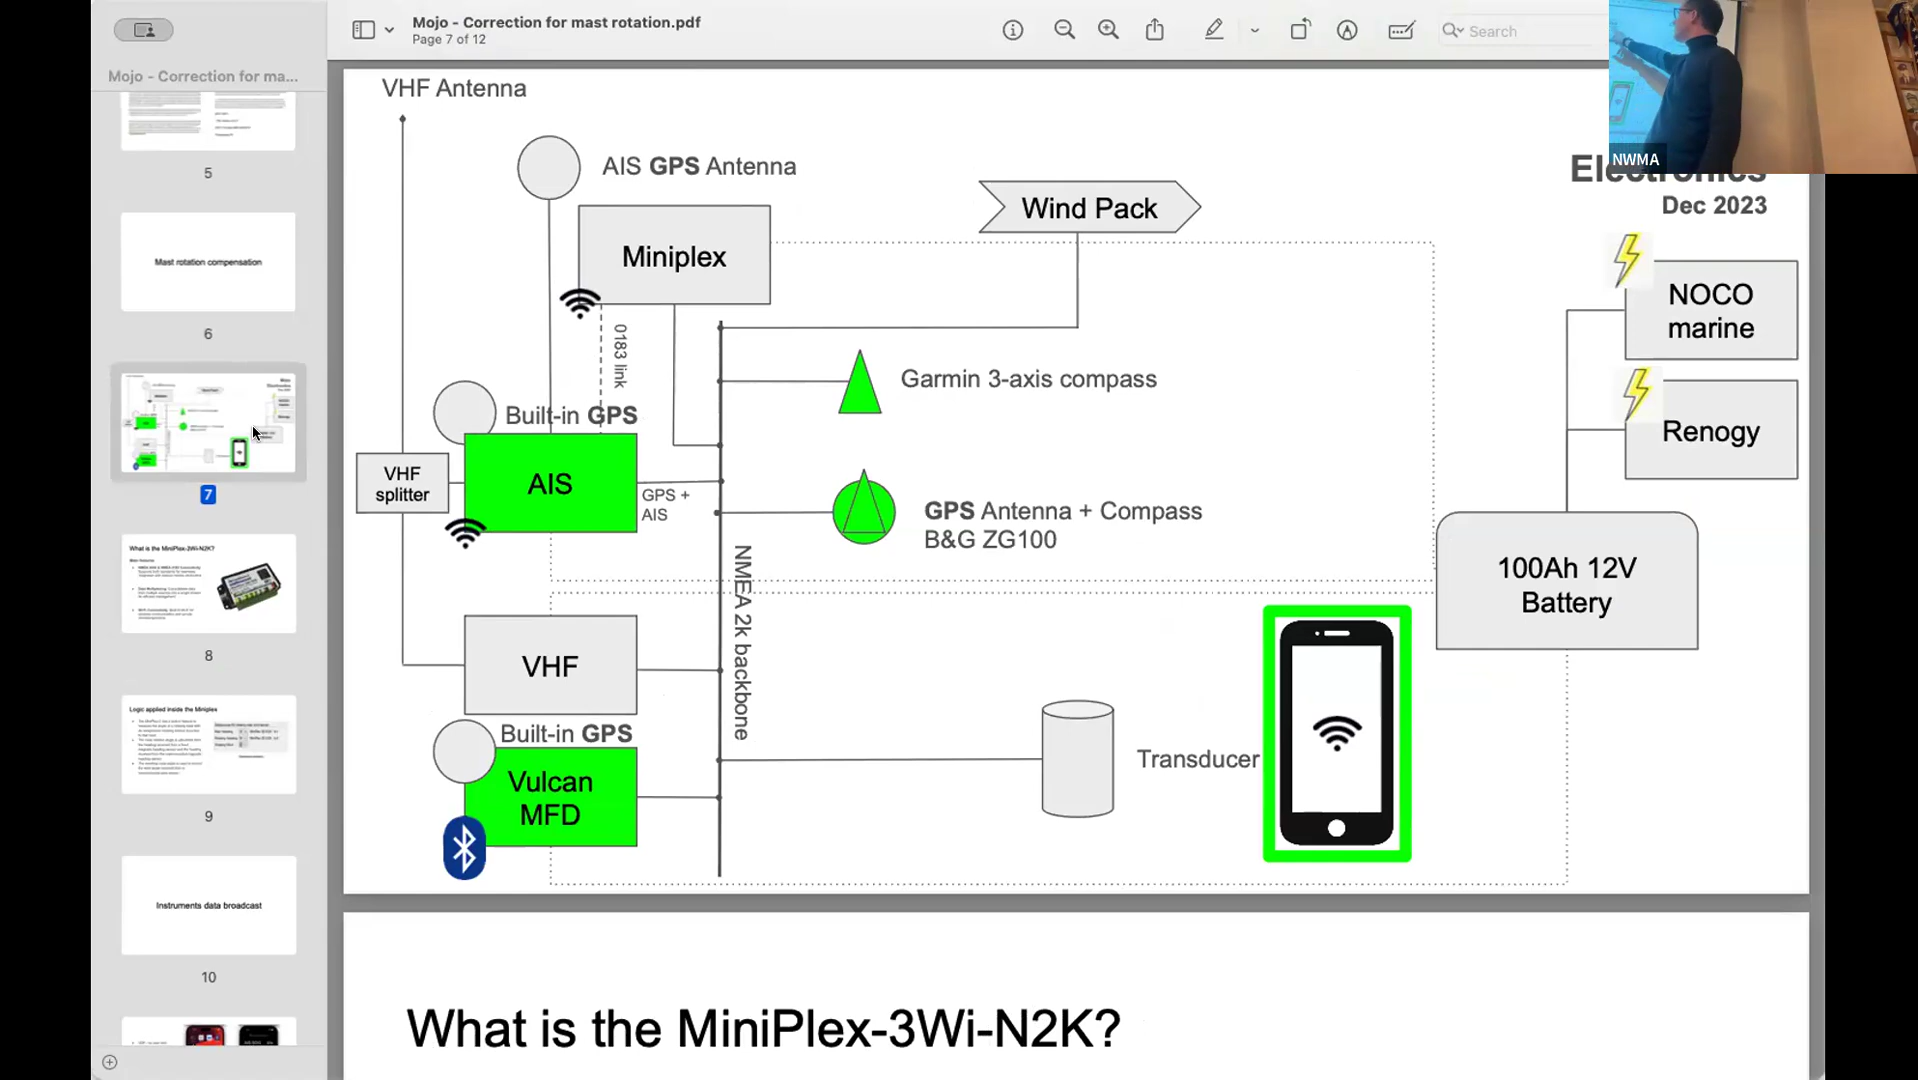 Mojo - Correction for mast rotation.pdf
Page 7 of 12
Search
Mojo - Correction for ma...
5
Mast rotation compensation
6
7
What is the MiniPlex-3Wi-N2K?
8
Logic applied inside the Miniplex
9
Instruments data broadcast
10
NWMA
VHF Antenna
AIS GPS Antenna
Miniplex
Wind Pack
Electronics
Dec 2023
NOCO
marine
Renogy
0183 link
Garmin 3-axis compass
Built-in GPS
AIS
VHF
splitter
GPS +
AIS
GPS Antenna + Compass
B&G ZG100
NMEA 2k backbone
100Ah 12V
Battery
VHF
Built-in GPS
Vulcan
MFD
Transducer
What is the MiniPlex-3Wi-N2K?